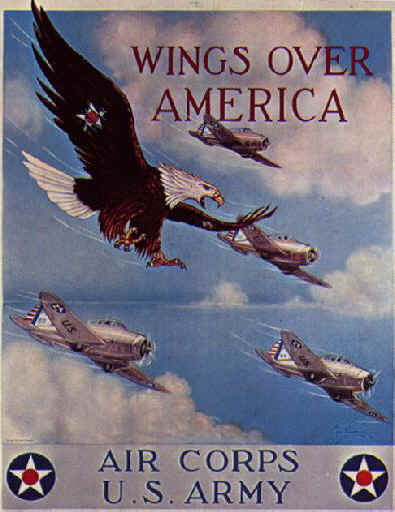 WINGS OVER
AMERICA
U.S.
AIR CORPS
U.S. ARMY